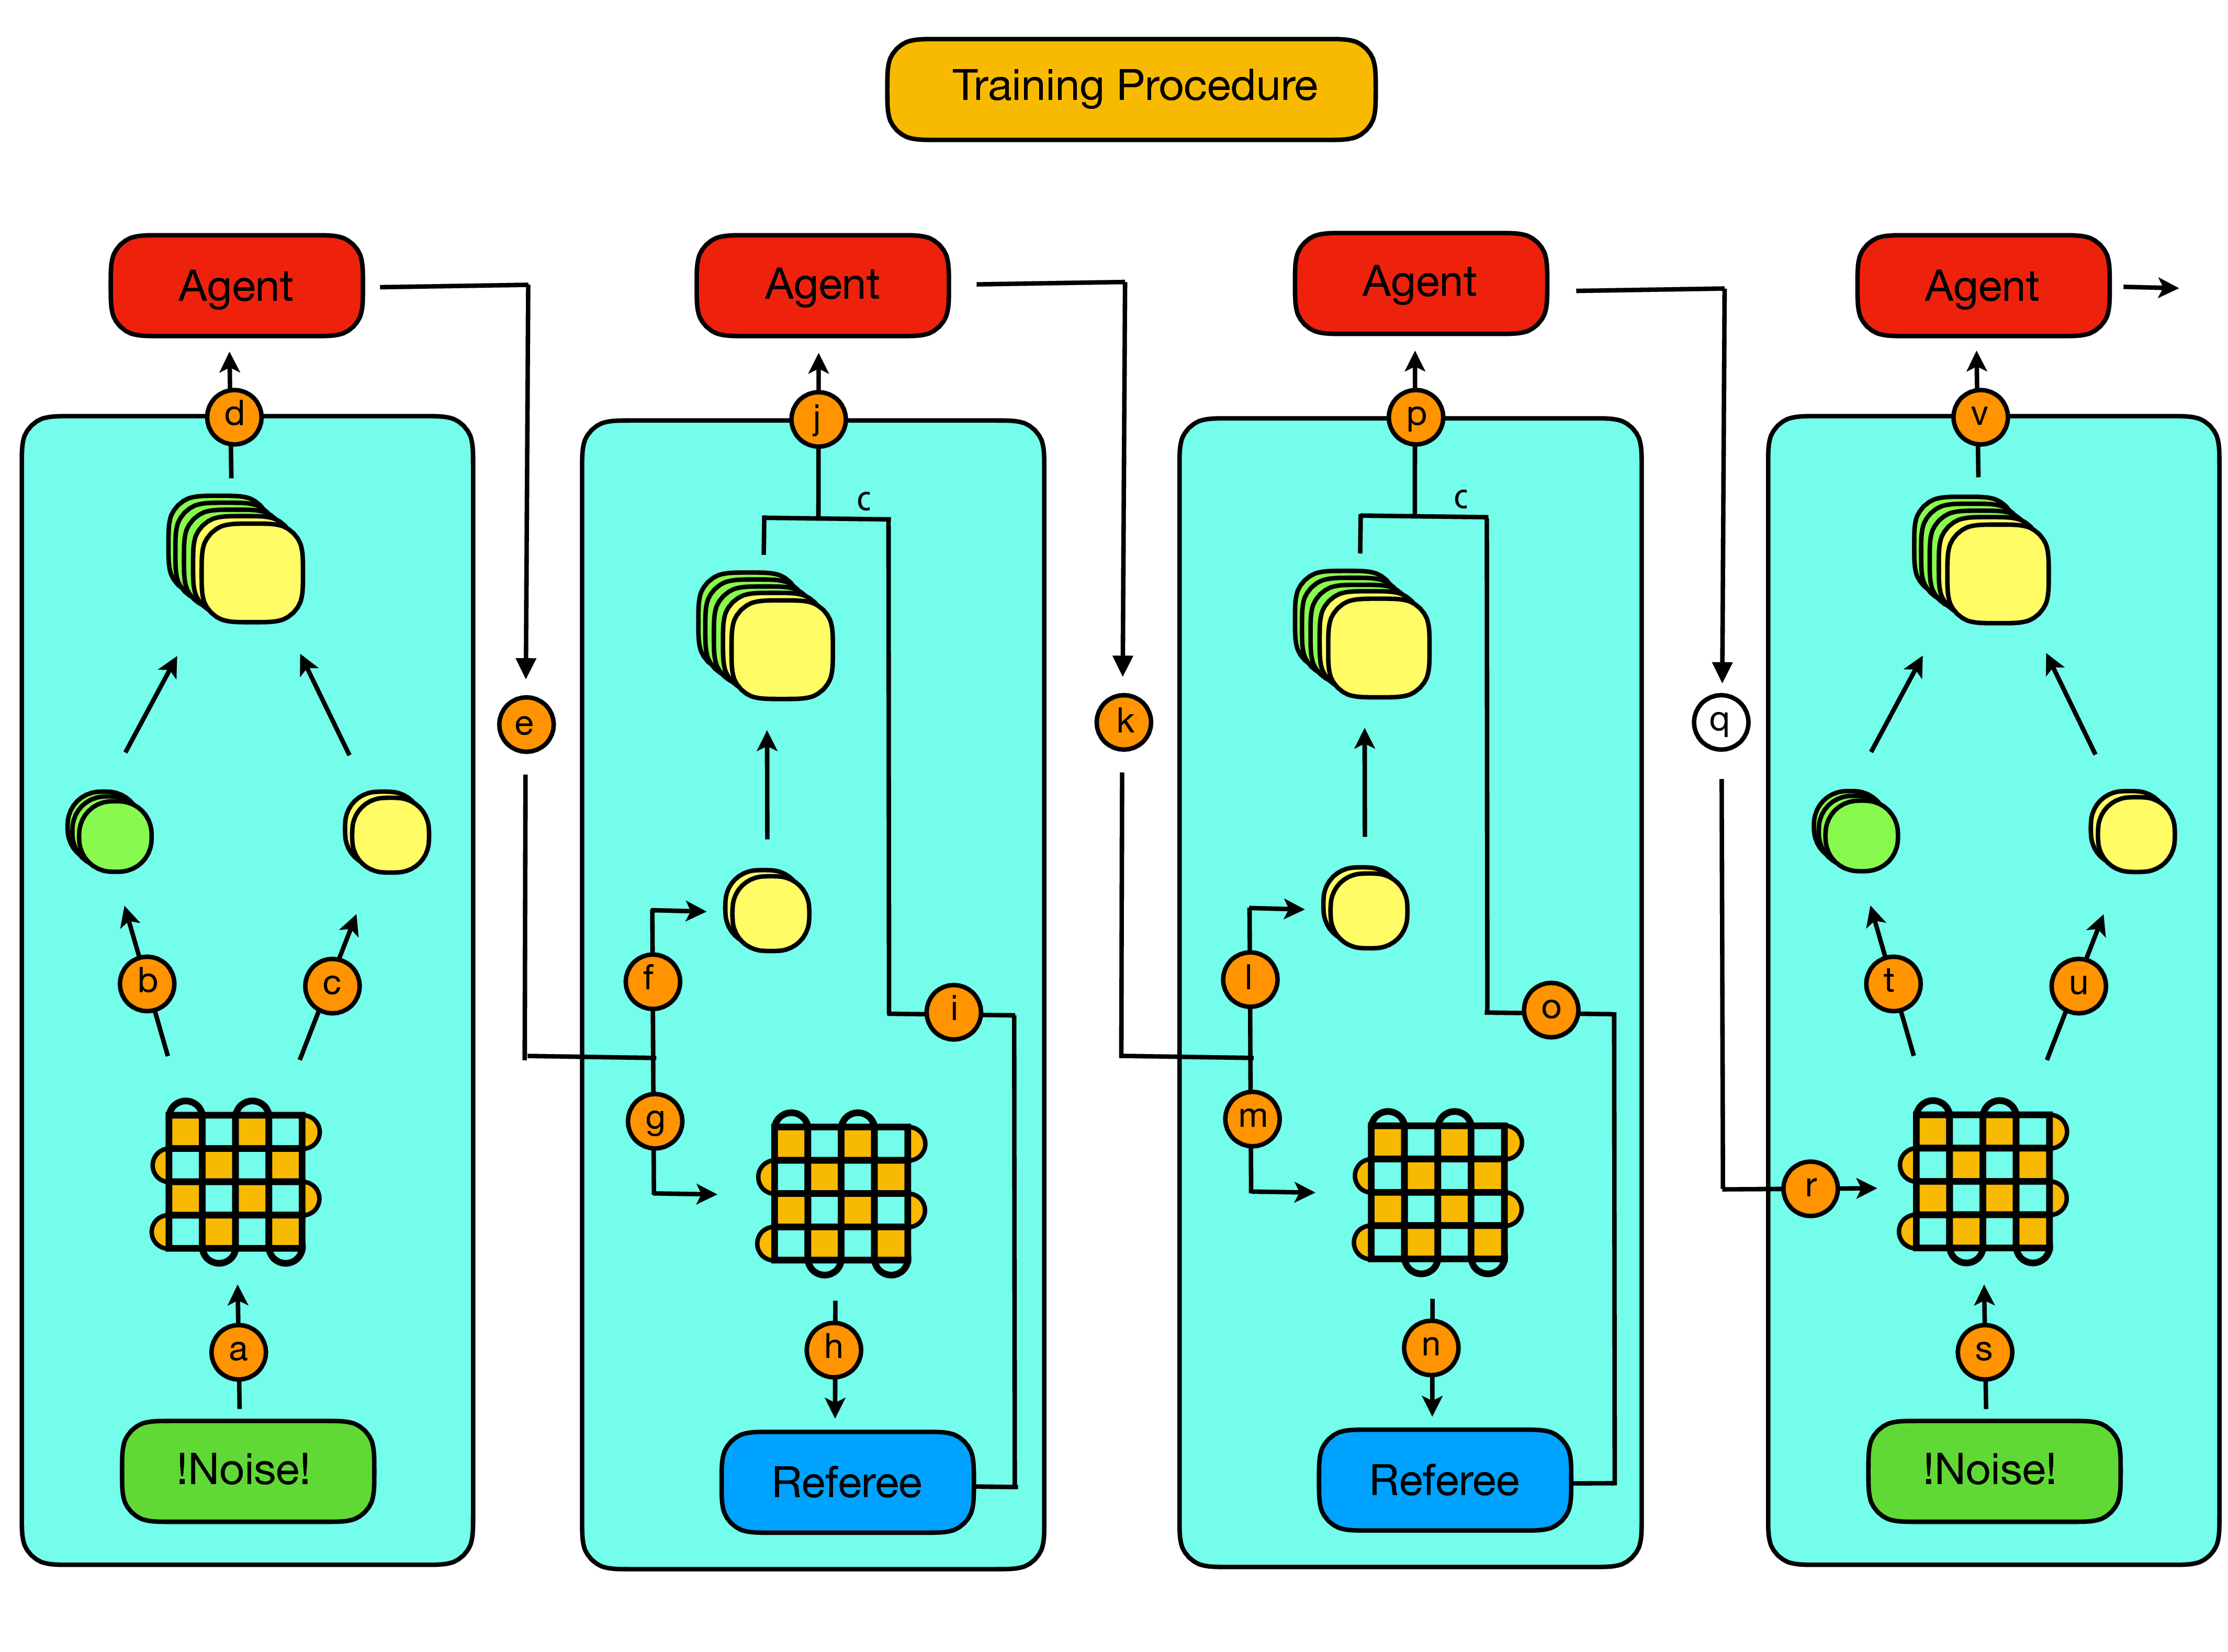 Training Procedure
Agent
Agent
Agent
Agent
d
j
p
v
c
c
e
k
q
b
c
f
i
l
o
t
u
g
m
r
a
h
n
s
!Noise!
Referee
Referee
!Noise!